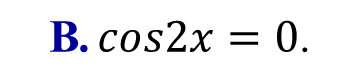 B. cos2x = 0.